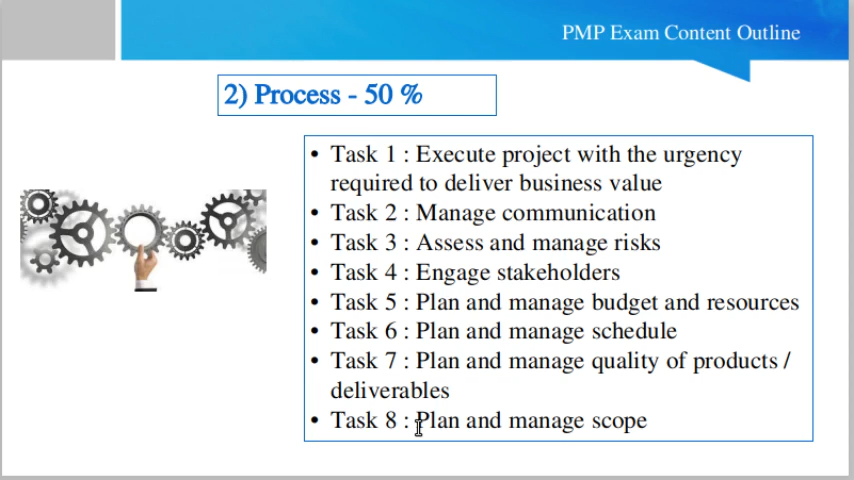 PMP Exam Content Outline
2) Process - 50 %
• Task 1 : Execute project with the urgency
required to deliver business value
• Task 2 : Manage communication
• Task 3 : Assess and manage risks
• Task 4 : Engage stakeholders
• Task 5 : Plan and manage budget and resources
• Task 6 : Plan and manage schedule
• Task 7 : Plan and manage quality of products /
deliverables
• Task 8 : Plan and manage scope